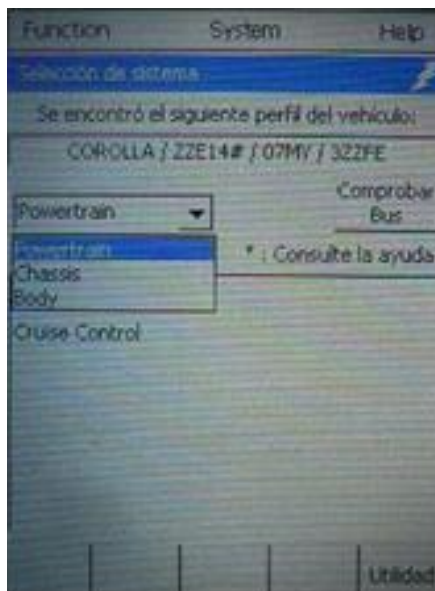 Function System Help
Selección de sistema
Se encontró el siguiente perfil del vehículo:
COROLLA / ZZE14# / 07MY / 3ZZFE
Comprobar
Powertrain Bus
Powertrain * : Consulte la ayuda
Chassis
Body
Cruise Control
Utilidad